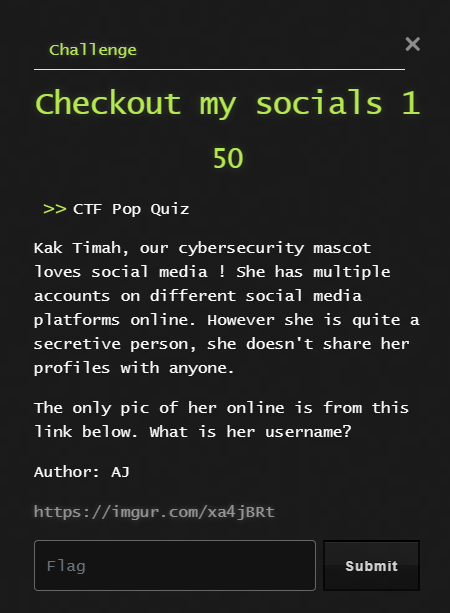 Challenge
×
Checkout my socials 1
50
>> CTF Pop Quiz
Kak Timah, our cybersecurity mascot
loves social media ! She has multiple
accounts on different social media
platforms online. However she is quite a
secretive person, she doesn't share her
profiles with anyone.
The only pic of her online is from this
link below. What is her username?
Author: AJ
https://imgur.com/xa4jBRt
Flag
Submit